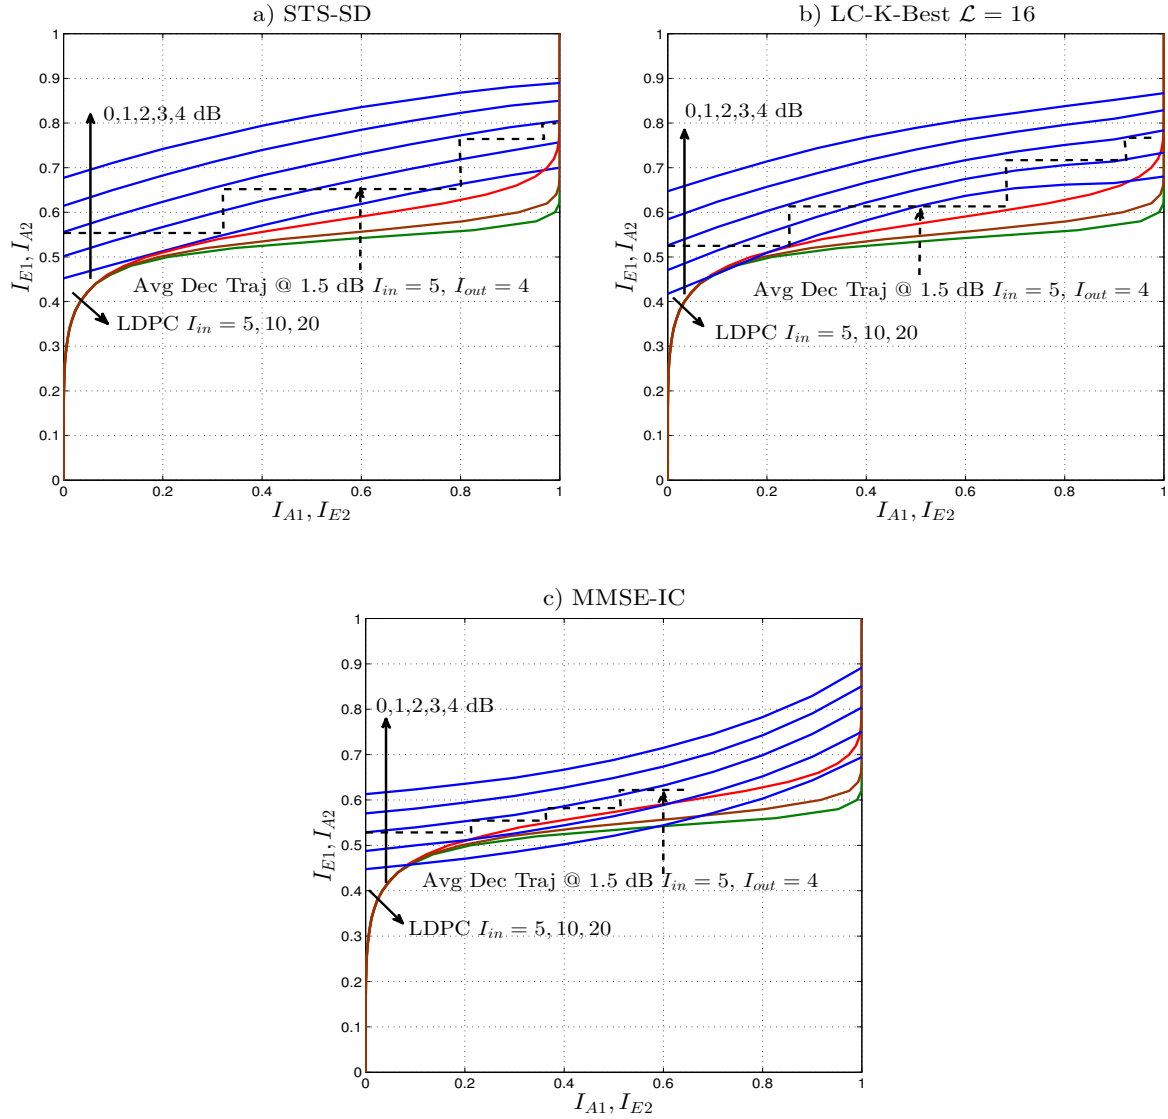 a) STS-SD
1
0.9
0.8
0.7
0.6
0.5
0.4
0.3
0.2
0.1
0
0
0.2
0.4
0.6
0.8
1
I_{E1}, I_{A2}
I_{A1}, I_{E2}
0,1,2,3,4 dB
Avg Dec Traj @ 1.5 dB I_{in} = 5, I_{out} = 4
LDPC I_{in} = 5, 10, 20
b) LC-K-Best ℒ = 16
1
0.9
0.8
0.7
0.6
0.5
0.4
0.3
0.2
0.1
0
0
0.2
0.4
0.6
0.8
1
I_{E1}, I_{A2}
I_{A1}, I_{E2}
0,1,2,3,4 dB
Avg Dec Traj @ 1.5 dB I_{in} = 5, I_{out} = 4
LDPC I_{in} = 5, 10, 20
c) MMSE-IC
1
0.9
0.8
0.7
0.6
0.5
0.4
0.3
0.2
0.1
0
0
0.2
0.4
0.6
0.8
1
I_{E1}, I_{A2}
I_{A1}, I_{E2}
0,1,2,3,4 dB
Avg Dec Traj @ 1.5 dB I_{in} = 5, I_{out} = 4
LDPC I_{in} = 5, 10, 20